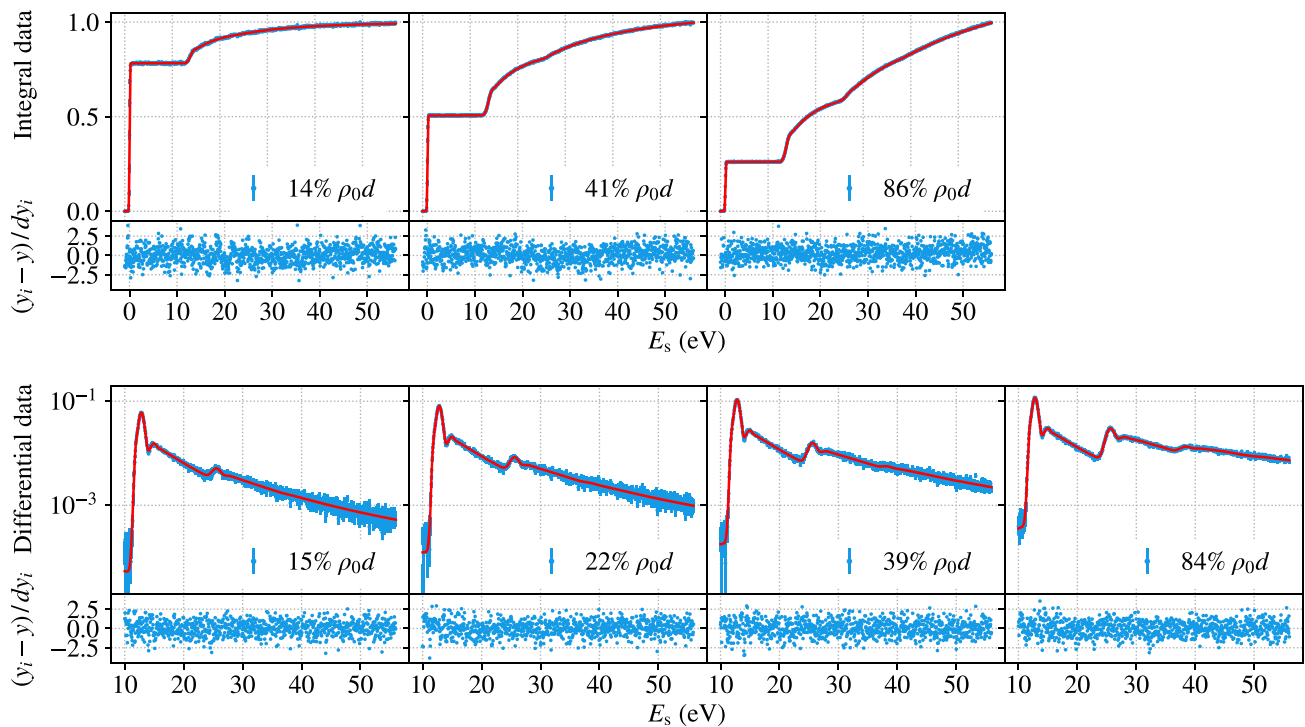 Integral data
1.0
0.5
0.0
14% ρ₀d
41% ρ₀d
86% ρ₀d
(yᵢ − y)/dyᵢ
2.5
0.0
−2.5
0 10 20 30 40 50
0 10 20 30 40 50
0 10 20 30 40 50
Eₛ (eV)
Differential data
10⁻¹
10⁻³
15% ρ₀d
22% ρ₀d
39% ρ₀d
84% ρ₀d
(yᵢ − y)/dyᵢ
2.5
0.0
−2.5
10 20 30 40 50
10 20 30 40 50
10 20 30 40 50
10 20 30 40 50
Eₛ (eV)